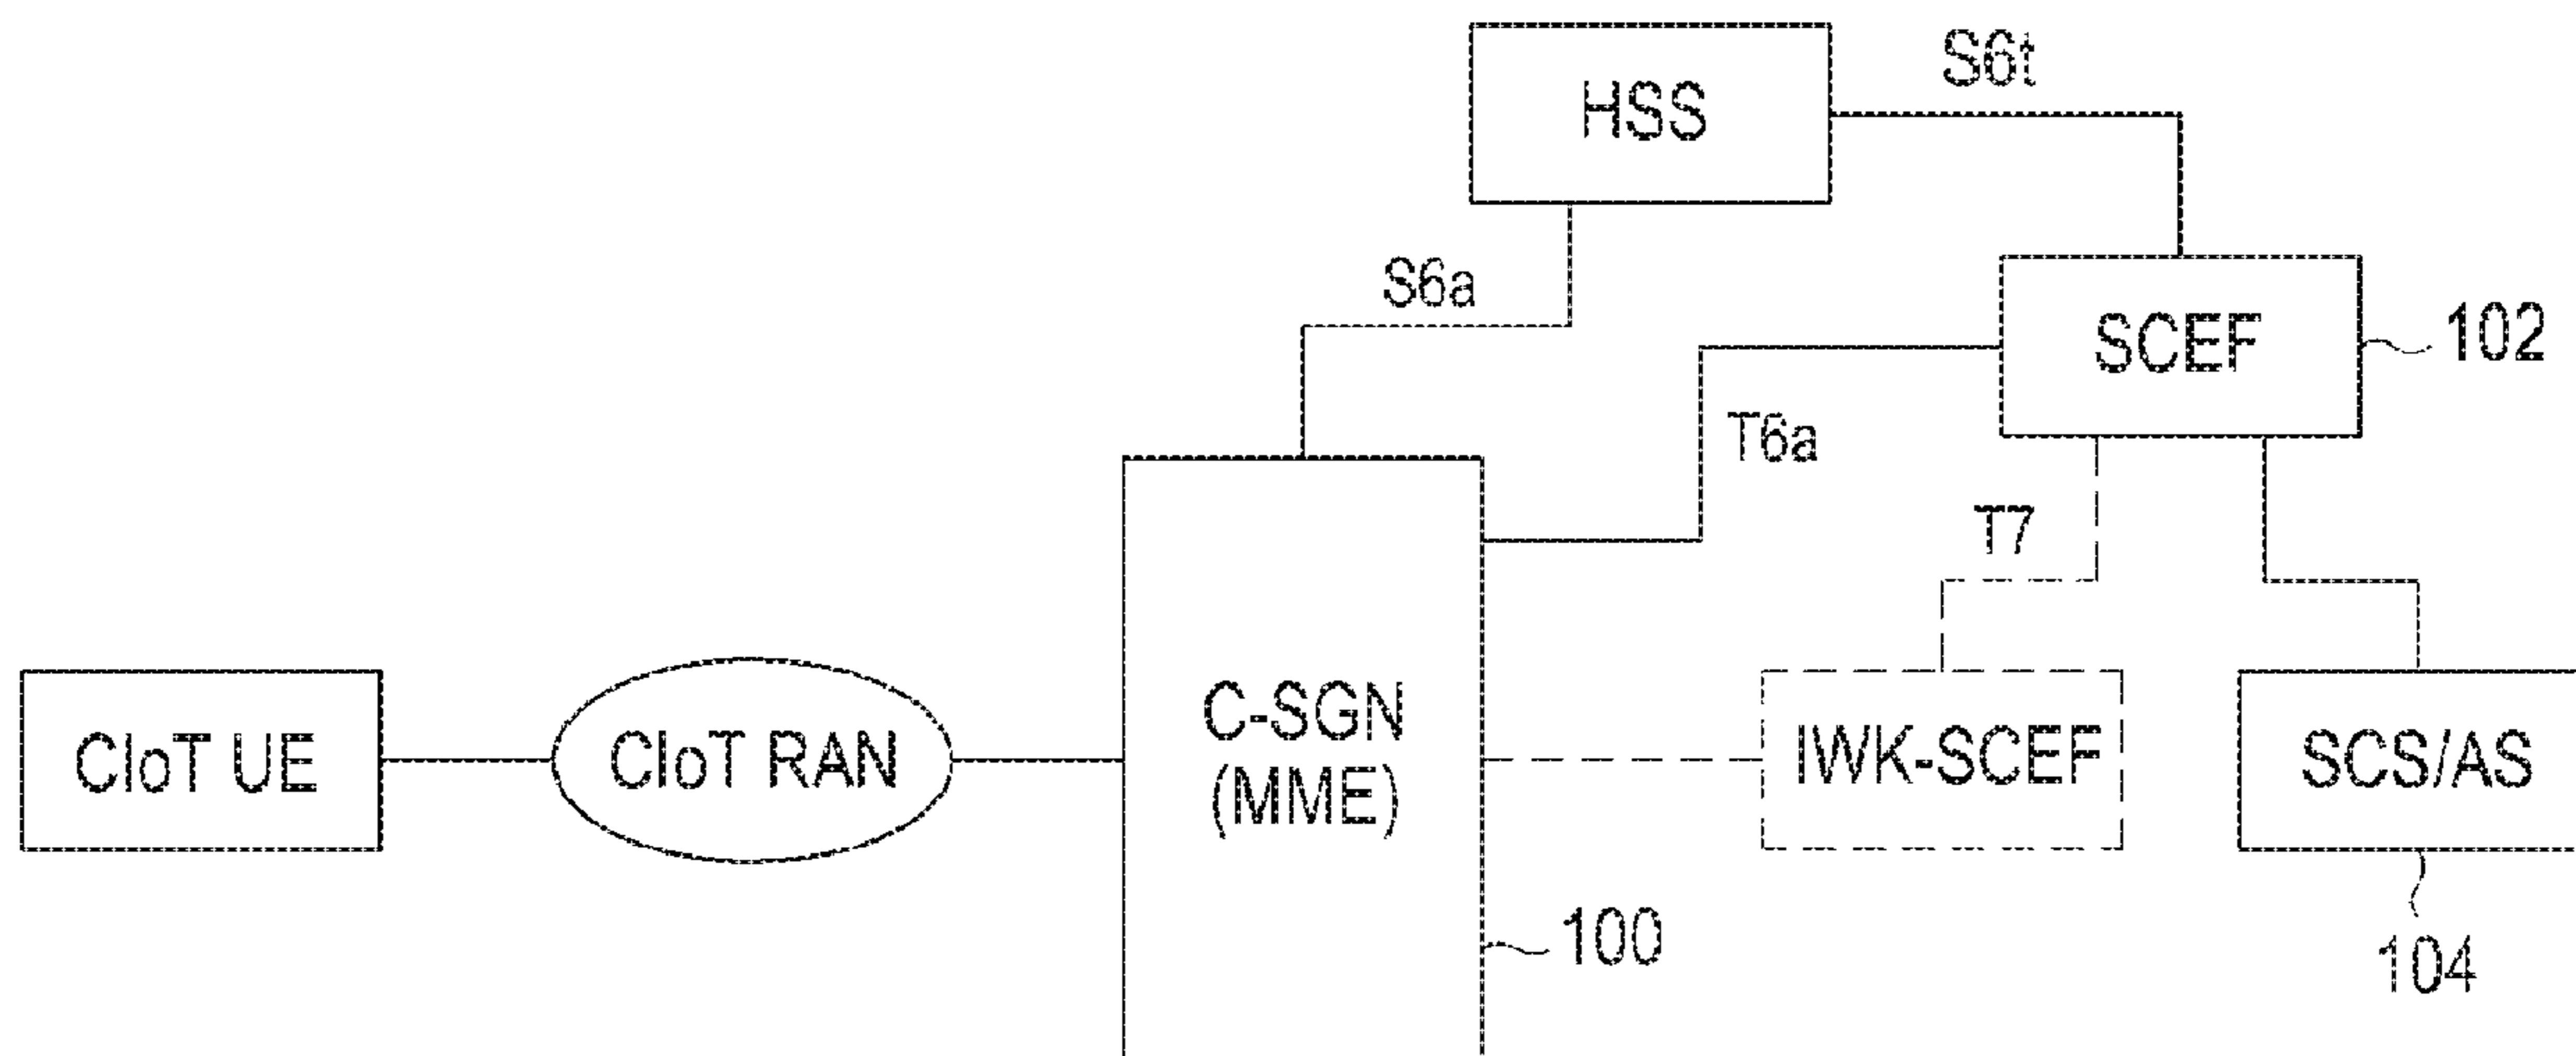 HSS
S6t
S6a
SCEF
102
T6a
T7
CIoT UE
CIoT RAN
C-SGN
(MME)
IWK-SCEF
SCS/AS
100
104